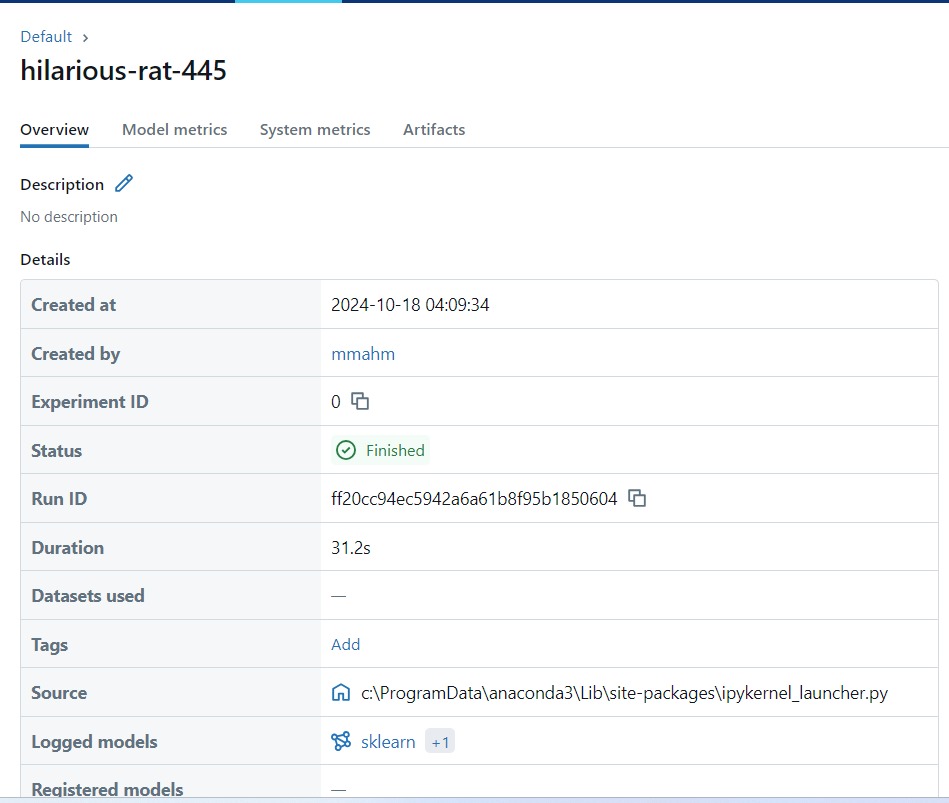 Default ›
hilarious-rat-445
Overview Model metrics System metrics Artifacts
Description
No description
Details
Created at 2024-10-18 04:09:34
Created by mmahm
Experiment ID 0
Status Finished
Run ID ff20cc94ec5942a6a61b8f95b1850604
Duration 31.2s
Datasets used —
Tags Add
Source c:\ProgramData\anaconda3\Lib\site-packages\ipykernel_launcher.py
Logged models sklearn +1
Registered models —